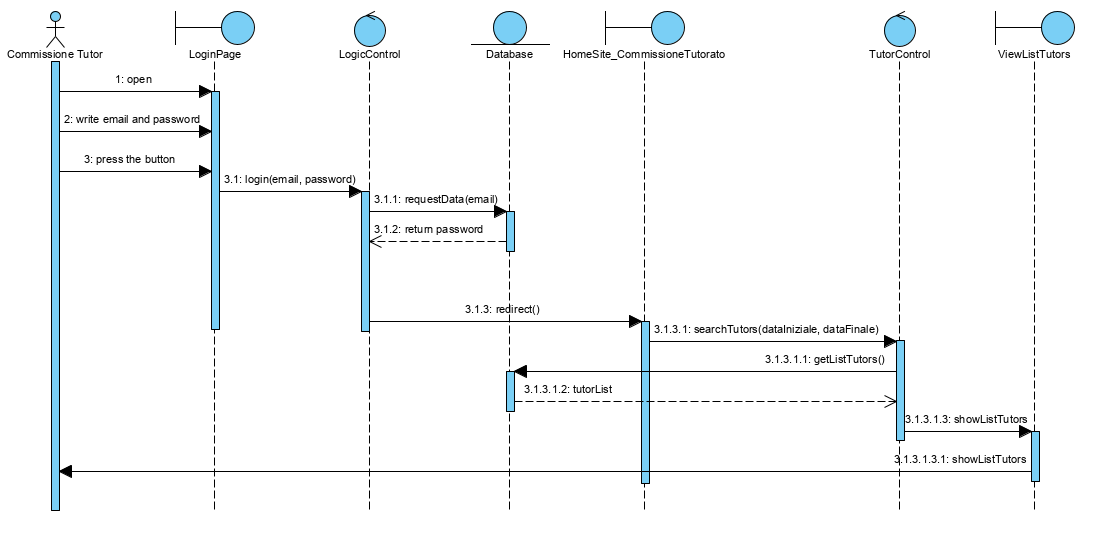 Commissione Tutor
LoginPage
LogicControl
Database
HomeSite_CommissioneTutorato
TutorControl
ViewListTutors
1: open
2: write email and password
3: press the button
3.1: login(email, password)
3.1.1: requestData(email)
3.1.2: return password
3.1.3: redirect()
3.1.3.1: searchTutors(dataIniziale, dataFinale)
3.1.3.1.1: getListTutors()
3.1.3.1.2: tutorList
3.1.3.1.3: showListTutors
3.1.3.1.3.1: showListTutors